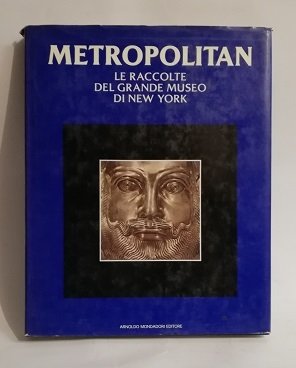 METROPOLITAN
LE RACCOLTE
DEL GRANDE MUSEO
DI NEW YORK
ARNOLDO MONDADORI EDITORE